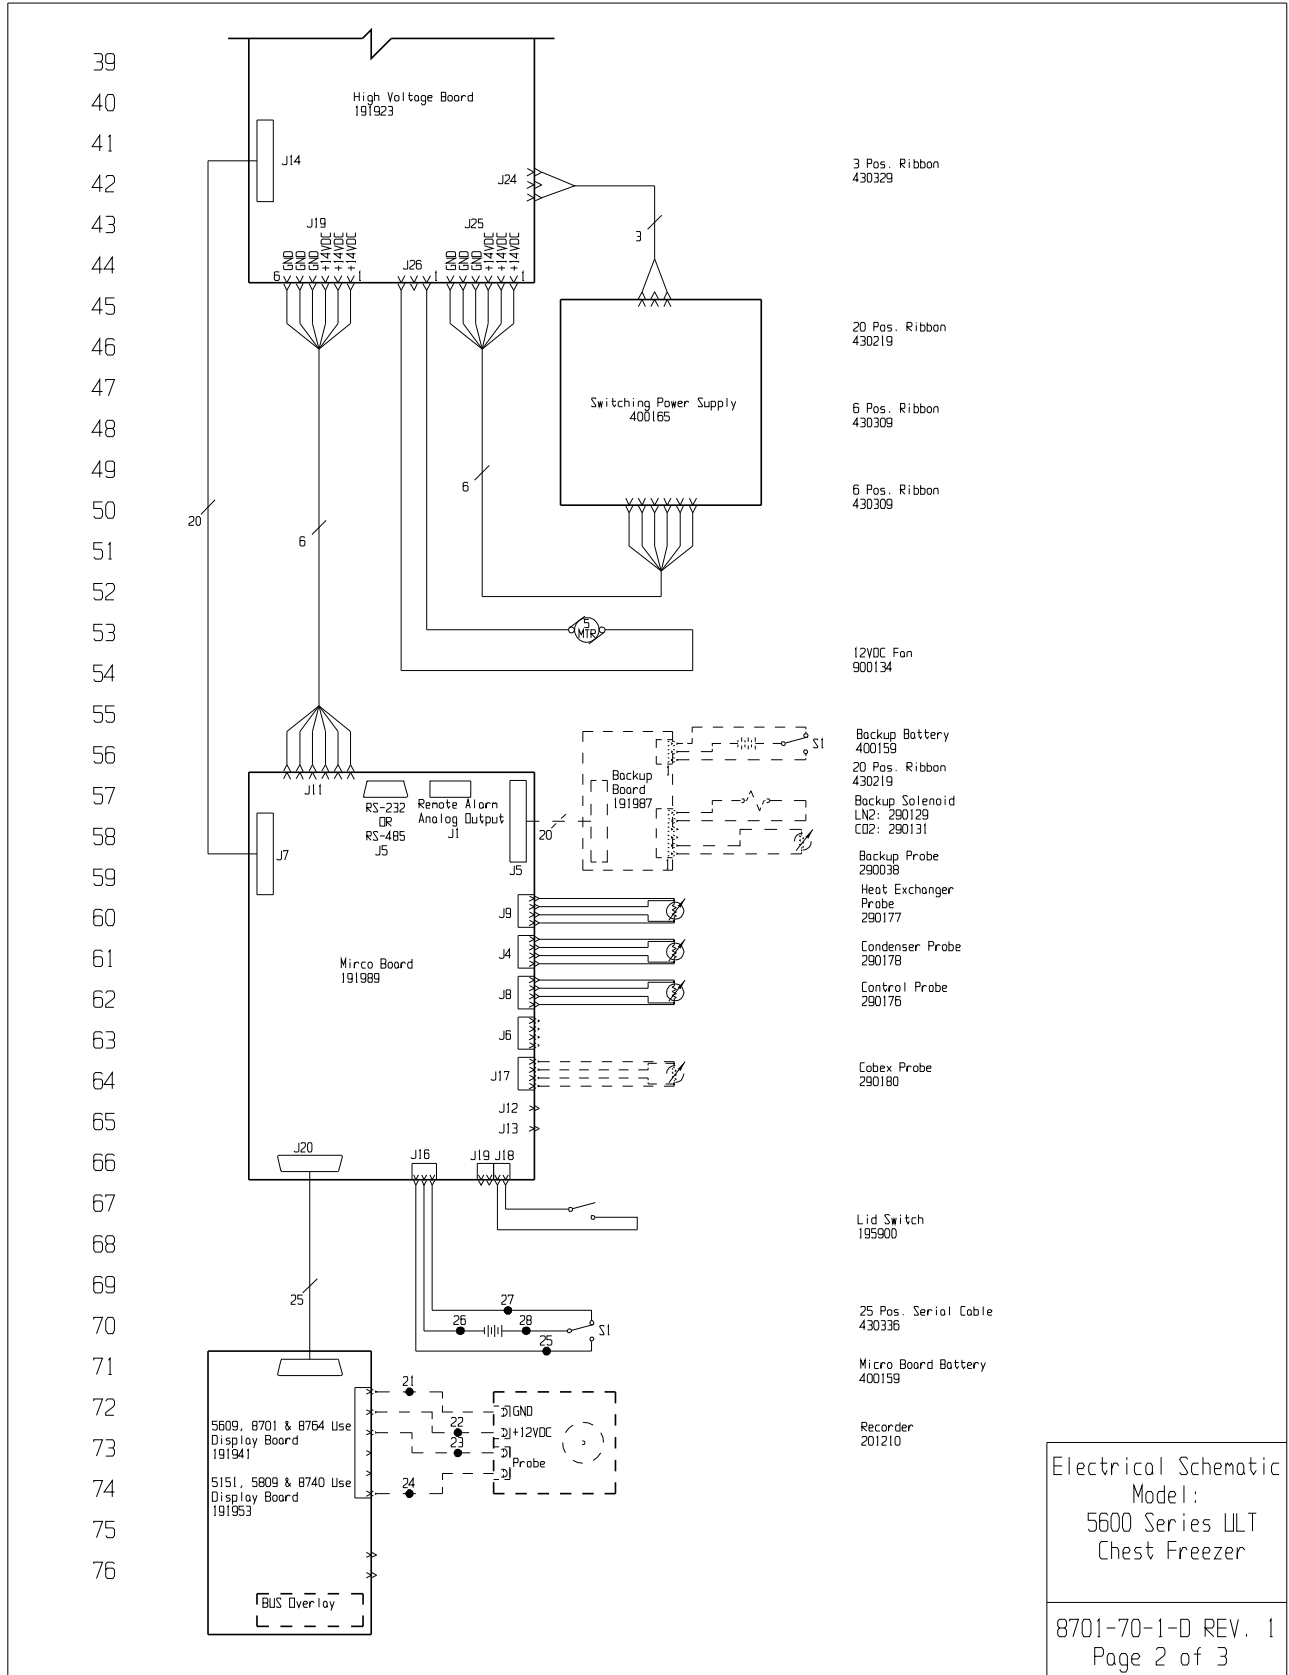 39
40
41
42
43
44
45
46
47
48
49
50
51
52
53
54
55
56
57
58
59
60
61
62
63
64
65
66
67
68
69
70
71
72
73
74
75
76
High Voltage Board
191923
J14
J24
J19
J25
J26
6
GND
GND
GND
+14VDC
+14VDC
+14VDC
1
1
GND
GND
GND
+14VDC
+14VDC
+14VDC
1
3
Switching Power Supply
400165
20
6
6
5
MTR
J11
RS-232
OR
RS-485
J5
Remote Alarm
Analog Output
J1
J5
J7
20
Backup
Board
191987
1
1
S1
Mirco Board
191989
J9
J4
J8
J6
J17
J12
J13
J20
J16
J19
J18
25
27
26
28
25
S1
5609, 8701 & 8764 Use
Display Board
191941
5151, 5809 & 8740 Use
Display Board
191953
BUS Overlay
21
22
23
24
GND
+12VDC
Probe
3 Pos. Ribbon
430329
20 Pos. Ribbon
430219
6 Pos. Ribbon
430309
6 Pos. Ribbon
430309
12VDC Fan
900134
Backup Battery
400159
20 Pos. Ribbon
430219
Backup Solenoid
LN2: 290129
CO2: 290131
Backup Probe
290038
Heat Exchanger
Probe
290177
Condenser Probe
290178
Control Probe
290176
Cobex Probe
290180
Lid Switch
195900
25 Pos. Serial Cable
430336
Micro Board Battery
400159
Recorder
201210
Electrical Schematic
Model:
5600 Series ULT
Chest Freezer
8701-70-1-D REV. 1
Page 2 of 3